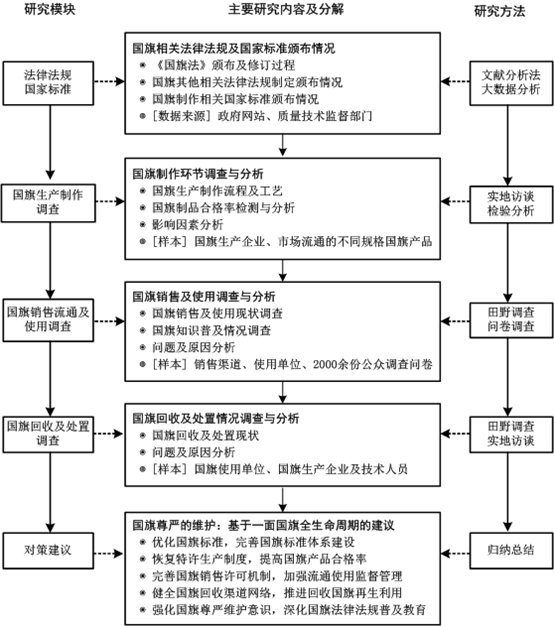 研究模块
主要研究内容及分解
研究方法
法律法规
国家标准
国旗相关法律法规及国家标准颁布情况
《国旗法》颁布及修订过程
国旗其他相关法律法规制定颁布情况
国旗制作相关国家标准颁布情况
[数据来源] 政府网站、质量技术监督部门
文献分析法
大数据分析
国旗生产制作
调查
国旗制作环节调查与分析
国旗生产制作流程及工艺
国旗制品合格率检测与分析
影响因素分析
[样本] 国旗生产企业、市场流通的不同规格国旗产品
实地访谈
检验分析
国旗销售流通及
使用调查
国旗销售及使用调查与分析
国旗销售及使用现状调查
国旗知识普及情况调查
问题及原因分析
[样本] 销售渠道、使用单位、2000余份公众调查问卷
田野调查
问卷调查
国旗回收及处置
调查
国旗回收及处置情况调查与分析
国旗回收及处置现状
问题及原因分析
[样本] 国旗使用单位、国旗生产企业及技术人员
田野调查
实地访谈
对策建议
国旗尊严的维护：基于一面国旗全生命周期的建议
优化国旗标准，完善国旗标准体系建设
恢复特许生产制度，提高国旗产品合格率
完善国旗销售许可机制，加强流通使用监督管理
健全国旗回收渠道网络，推进回收国旗再生利用
强化国旗尊严维护意识，深化国旗法律法规普及教育
归纳总结